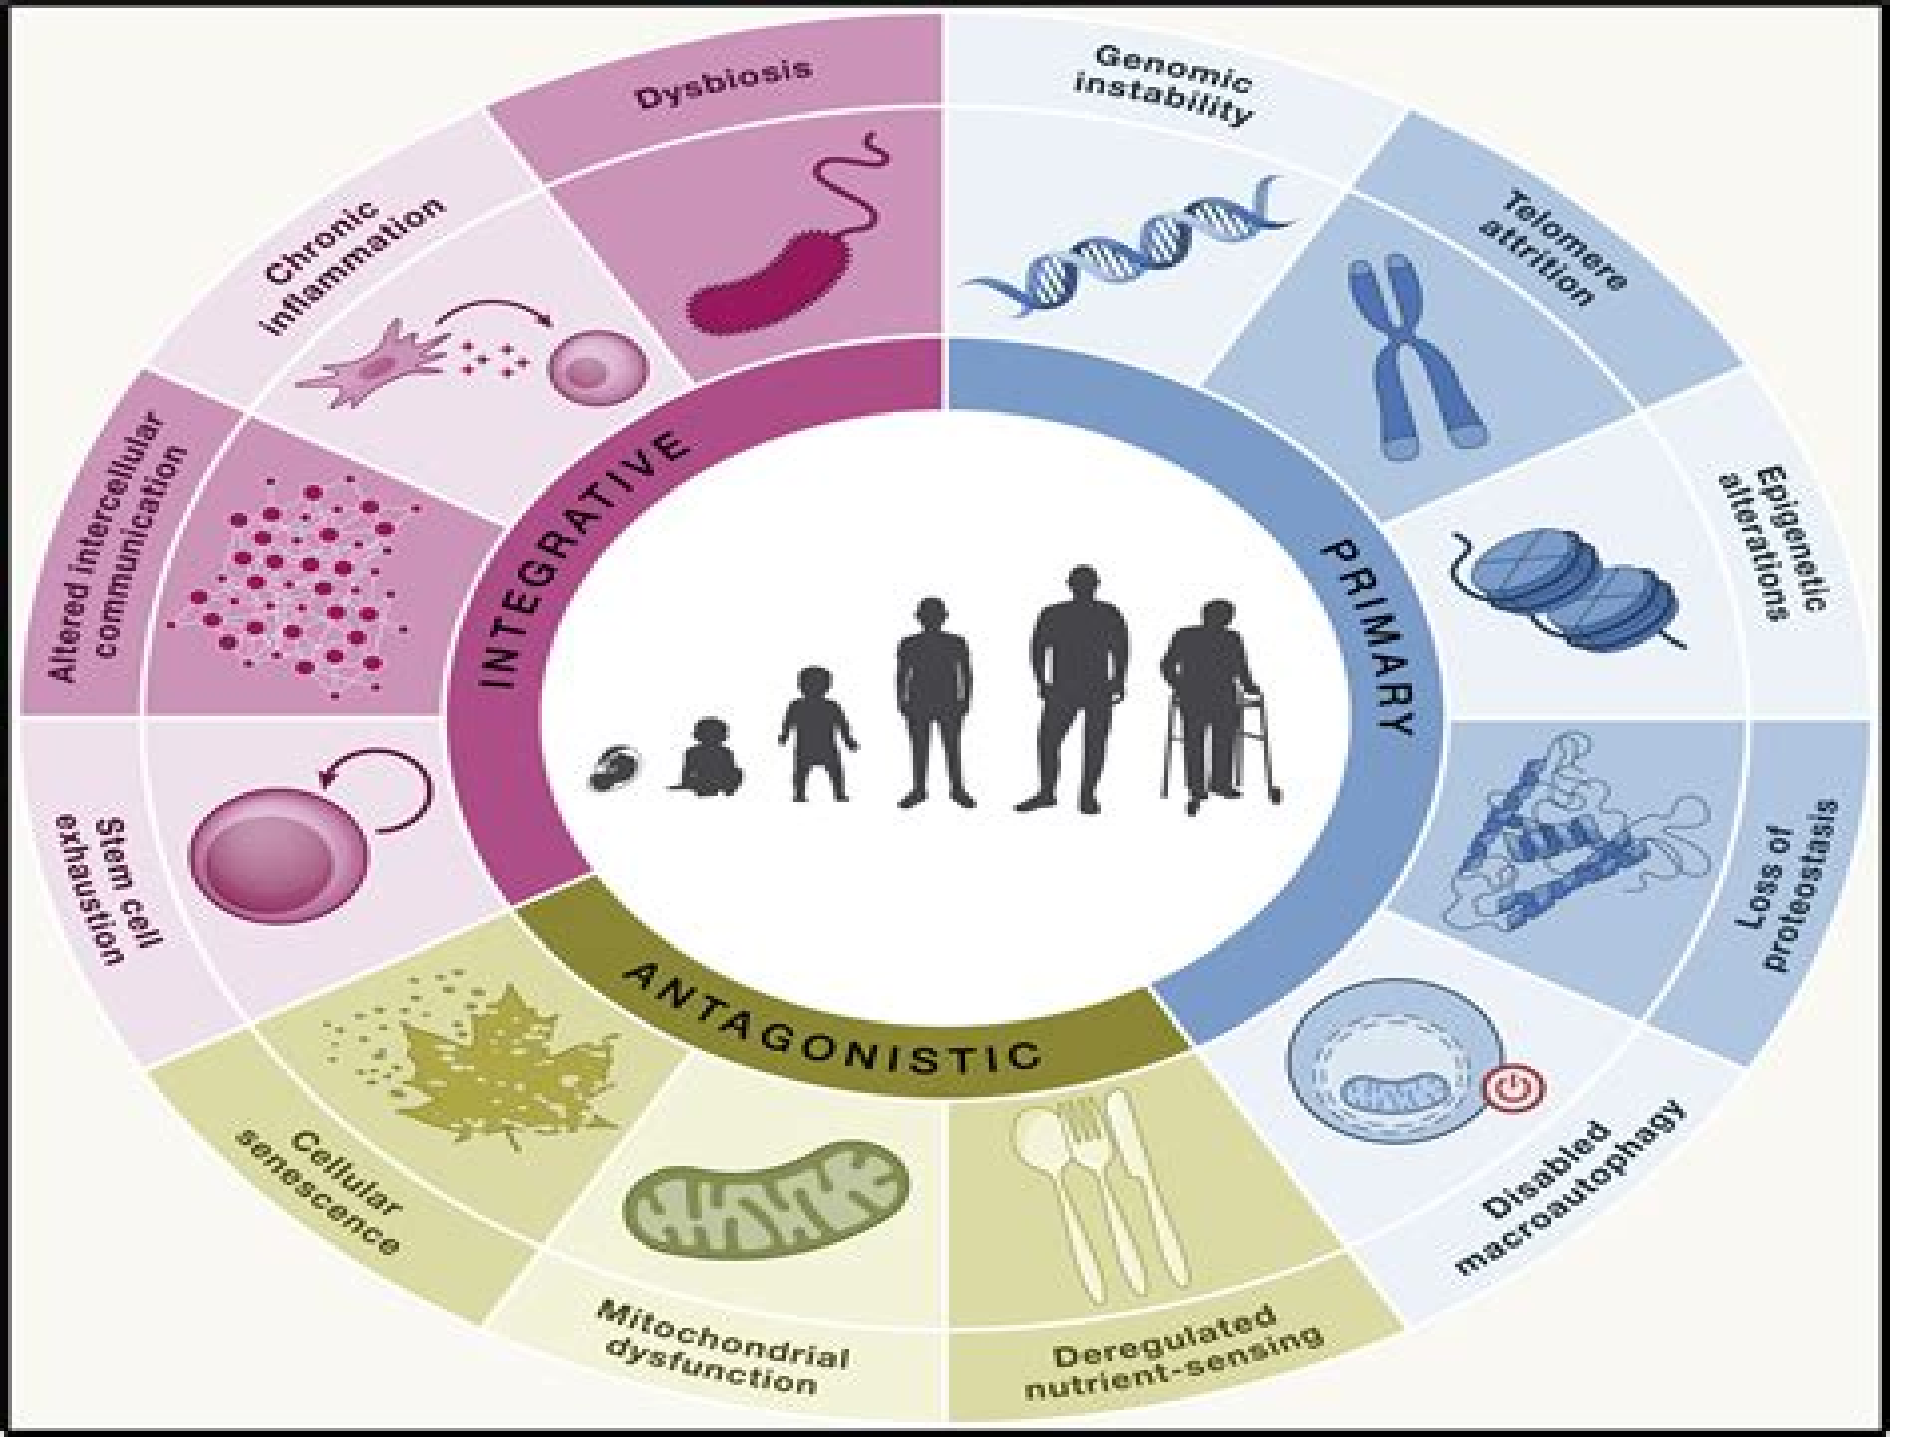 Dysbiosis
Genomic
instability
Telomere
attrition
Epigenetic
alterations
Loss of
proteostasis
Disabled
macroautophagy
Deregulated
nutrient-sensing
Mitochondrial
dysfunction
Cellular
senescence
Stem cell
exhaustion
Altered intercellular
communication
Chronic
inflammation
INTEGRATIVE
PRIMARY
ANTAGONISTIC